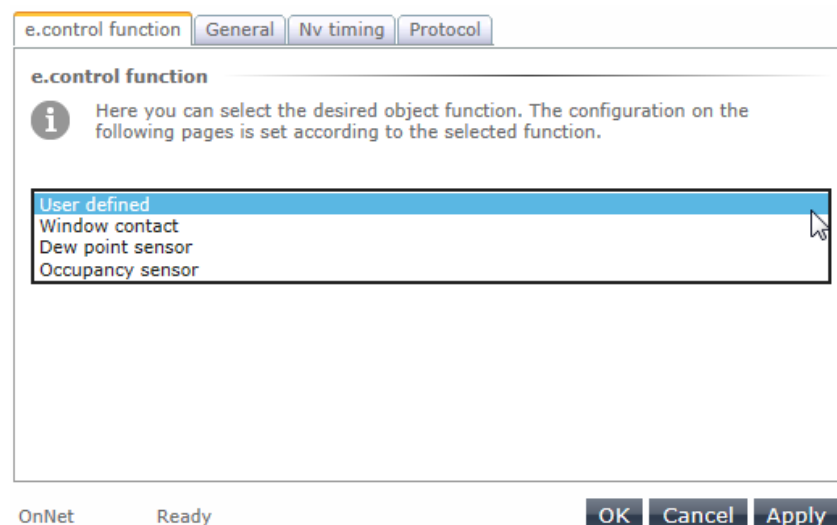 e.control function General Nv timing Protocol
e.control function
Here you can select the desired object function. The configuration on the
following pages is set according to the selected function.
User defined
Window contact
Dew point sensor
Occupancy sensor
OnNet Ready OK Cancel Apply